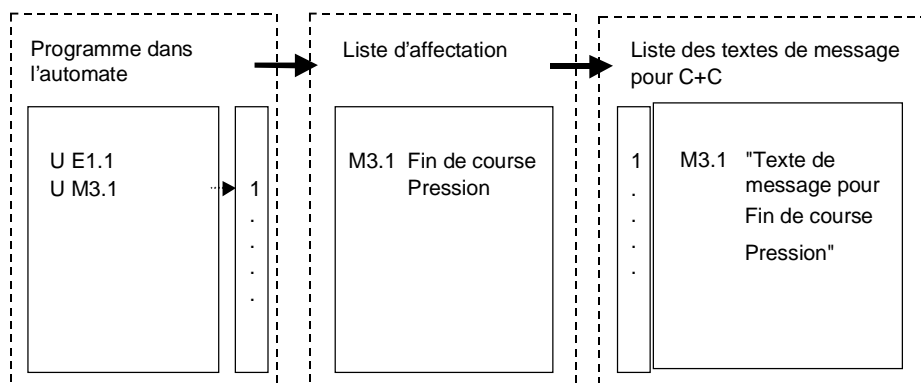 Programme dans
l'automate
U E1.1
U M3.1
1
.
.
.
.
Liste d'affectation
M3.1 Fin de course
Pression
Liste des textes de message
pour C+C
1
.
.
.
.
M3.1 "Texte de
message pour
Fin de course
Pression"